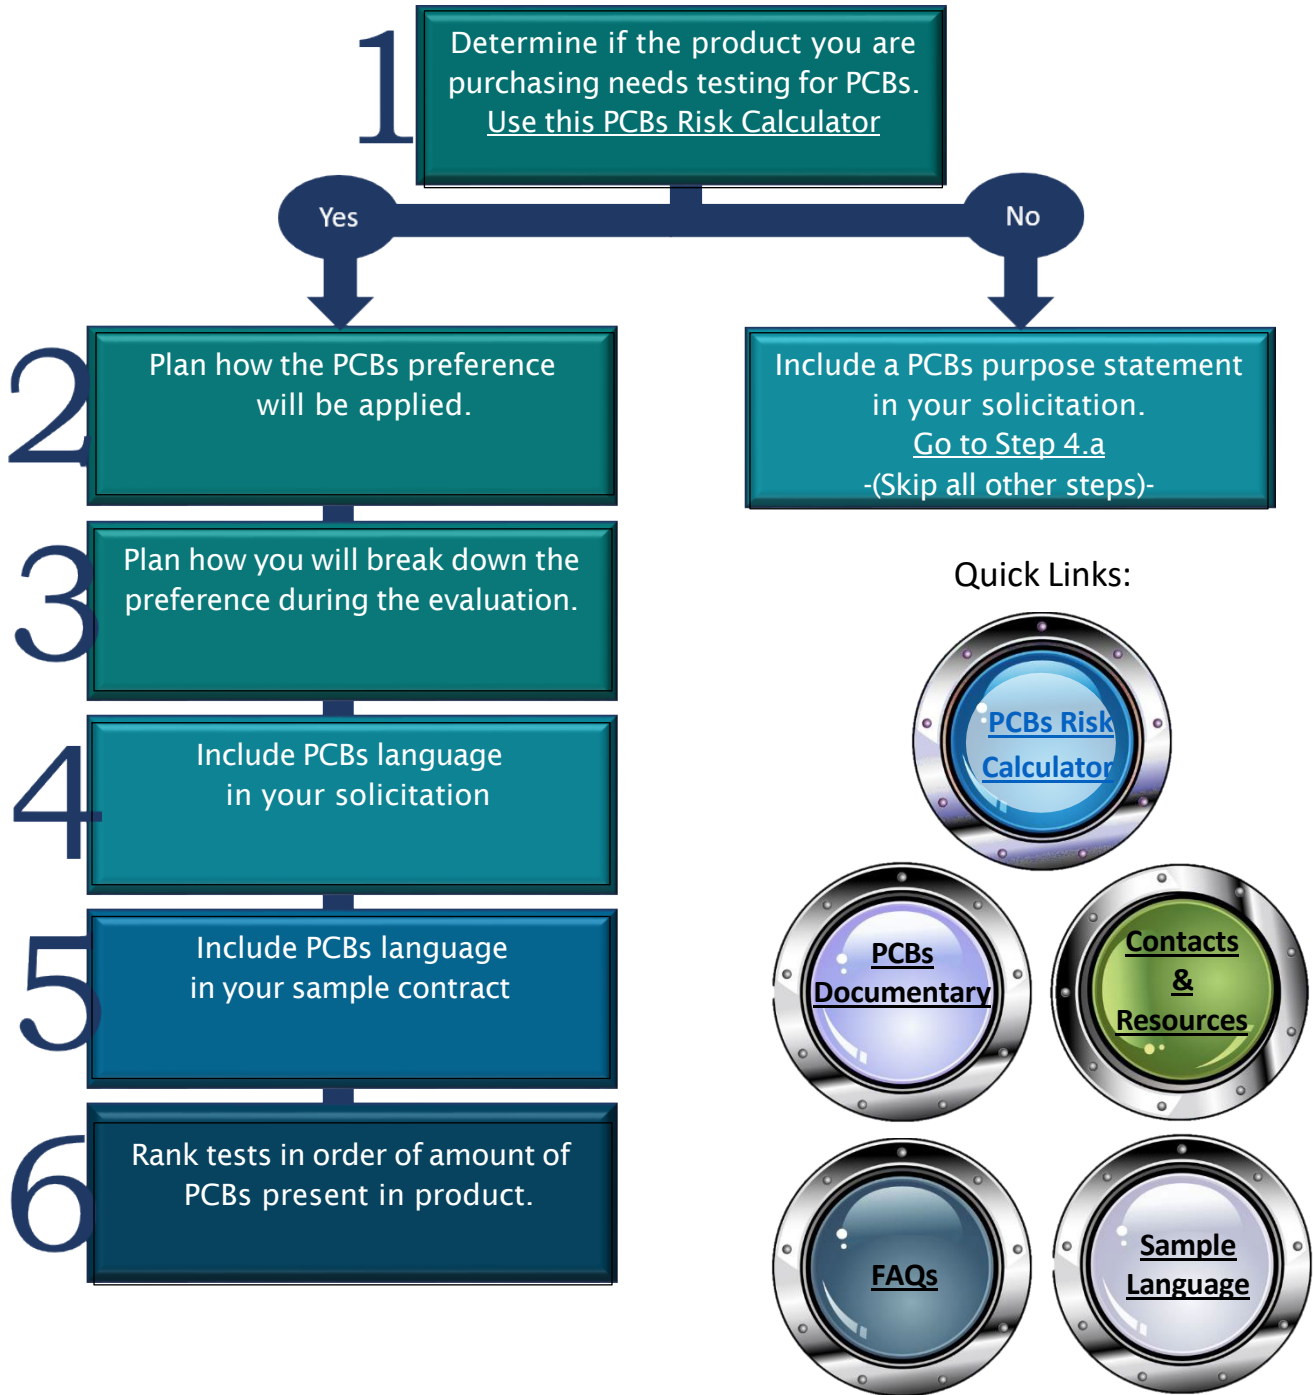 1
Determine if the product you are
purchasing needs testing for PCBs.
Use this PCBs Risk Calculator
Yes
No
2
Plan how the PCBs preference
will be applied.
Include a PCBs purpose statement
in your solicitation.
Go to Step 4.a
-(Skip all other steps)-
3
Plan how you will break down the
preference during the evaluation.
4
Include PCBs language
in your solicitation
5
Include PCBs language
in your sample contract
6
Rank tests in order of amount of
PCBs present in product.
Quick Links:
PCBs Risk
Calculator
PCBs
Documentary
Contacts
&
Resources
FAQs
Sample
Language